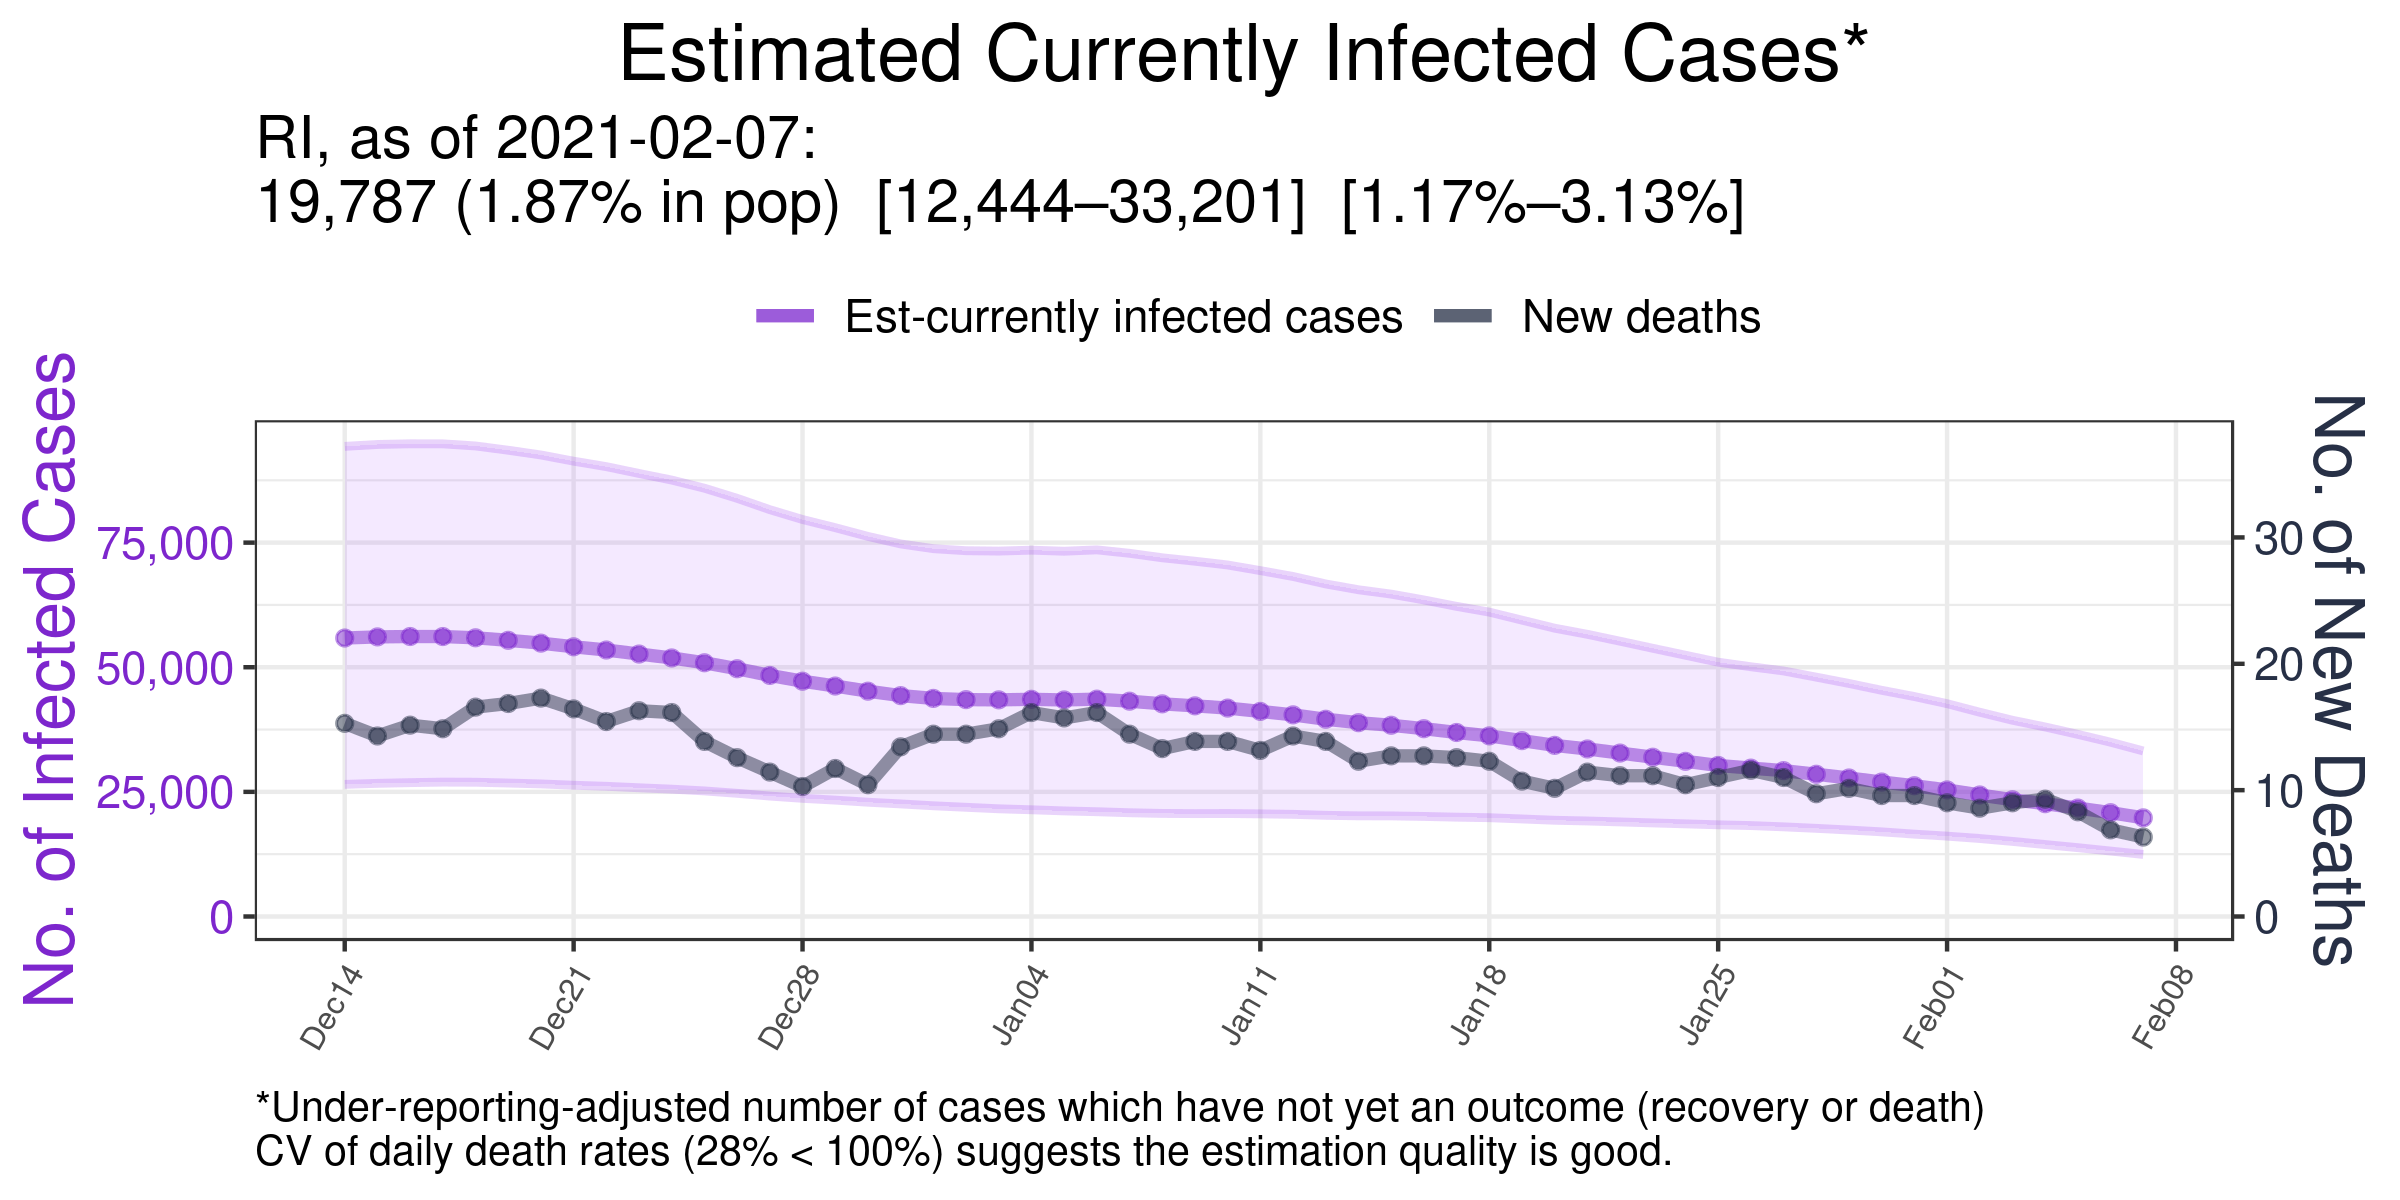 Estimated Currently Infected Cases*
RI, as of 2021-02-07:
19,787 (1.87% in pop)  [12,444–33,201]  [1.17%–3.13%]
Est-currently infected cases
New deaths
No. of Infected Cases
75,000
50,000
25,000
0
No. of New Deaths
30
20
10
0
Dec14
Dec21
Dec28
Jan04
Jan11
Jan18
Jan25
Feb01
Feb08
*Under-reporting-adjusted number of cases which have not yet an outcome (recovery or death)
CV of daily death rates (28% < 100%) suggests the estimation quality is good.